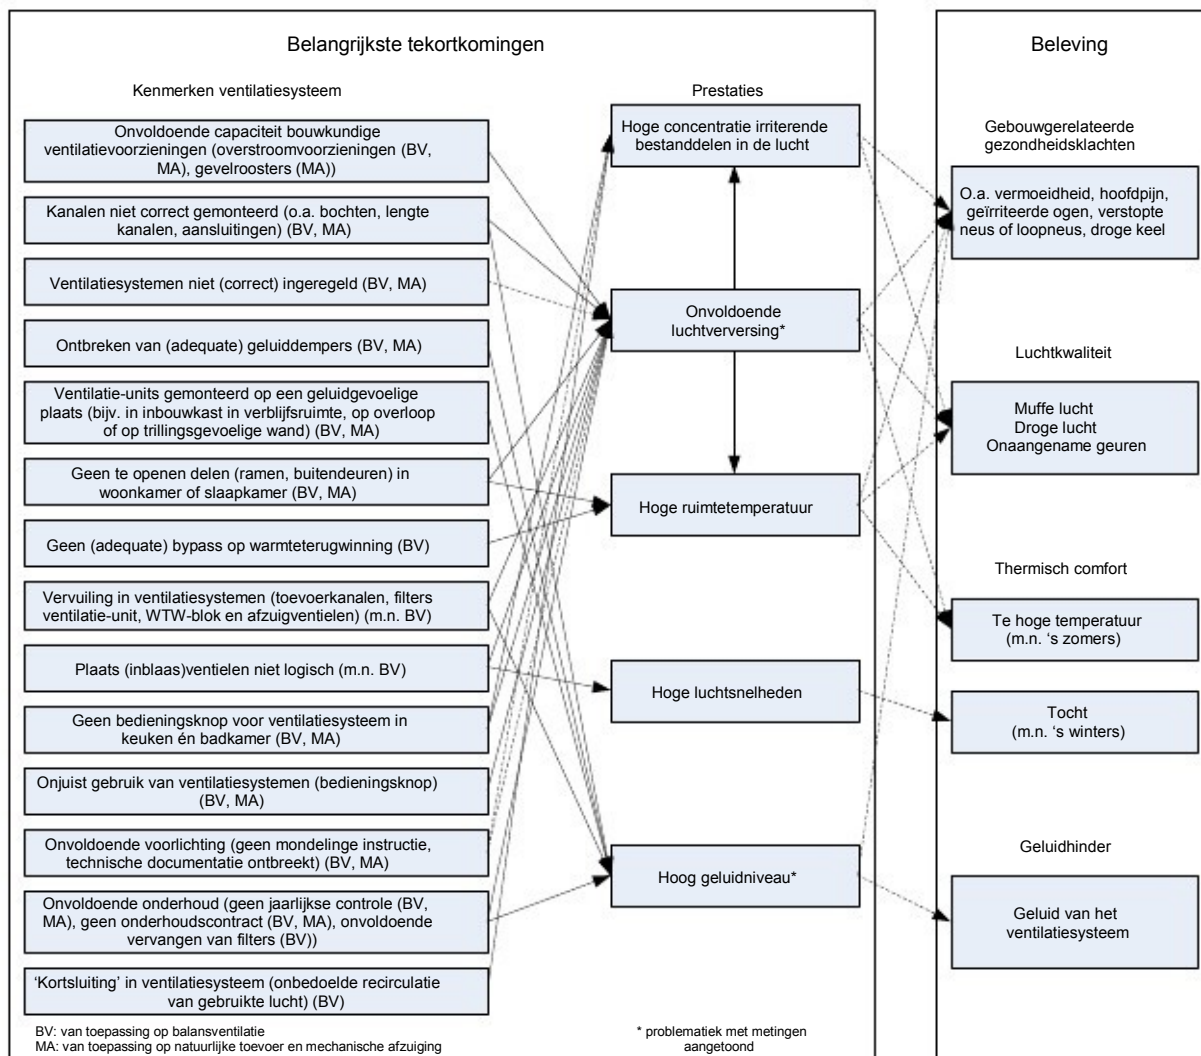 Belangrijkste tekortkomingen
Kenmerken ventilatiesysteem
Onvoldoende capaciteit bouwkundige
ventilatievoorzieningen (overstroomvoorzieningen (BV,
MA), gevelroosters (MA))
Kanalen niet correct gemonteerd (o.a. bochten, lengte
kanalen, aansluitingen) (BV, MA)
Ventilatiesystemen niet (correct) ingeregeld (BV, MA)
Ontbreken van (adequate) geluiddempers (BV, MA)
Ventilatie-units gemonteerd op een geluidgevoelige
plaats (bijv. in inbouwkast in verblijfsruimte, op overloop
of op trillingsgevoelige wand) (BV, MA)
Geen te openen delen (ramen, buitendeuren) in
woonkamer of slaapkamer (BV, MA)
Geen (adequate) bypass op warmteterugwinning (BV)
Vervuiling in ventilatiesystemen (toevoerkanalen, filters
ventilatie-unit, WTW-blok en afzuigventielen) (m.n. BV)
Plaats (inblaas)ventielen niet logisch (m.n. BV)
Geen bedieningsknop voor ventilatiesysteem in
keuken én badkamer (BV, MA)
Onjuist gebruik van ventilatiesystemen (bedieningsknop)
(BV, MA)
Onvoldoende voorlichting (geen mondelinge instructie,
technische documentatie ontbreekt) (BV, MA)
Onvoldoende onderhoud (geen jaarlijkse controle (BV,
MA), geen onderhoudscontract (BV, MA), onvoldoende
vervangen van filters (BV))
‘Kortsluiting’ in ventilatiesysteem (onbedoelde recirculatie
van gebruikte lucht) (BV)
BV: van toepassing op balansventilatie
MA: van toepassing op natuurlijke toevoer en mechanische afzuiging
Prestaties
Hoge concentratie irriterende
bestanddelen in de lucht
Onvoldoende
luchtverversing*
Hoge ruimtetemperatuur
Hoge luchtsnelheden
Hoog geluidniveau*
* problematiek met metingen
aangetoond
Beleving
Gebouwgerelateerde
gezondheidsklachten
O.a. vermoeidheid, hoofdpijn,
geïrriteerde ogen, verstopte
neus of loopneus, droge keel
Luchtkwaliteit
Muffe lucht
Droge lucht
Onaangename geuren
Thermisch comfort
Te hoge temperatuur
(m.n. ‘s zomers)
Tocht
(m.n. ‘s winters)
Geluidhinder
Geluid van het
ventilatiesysteem